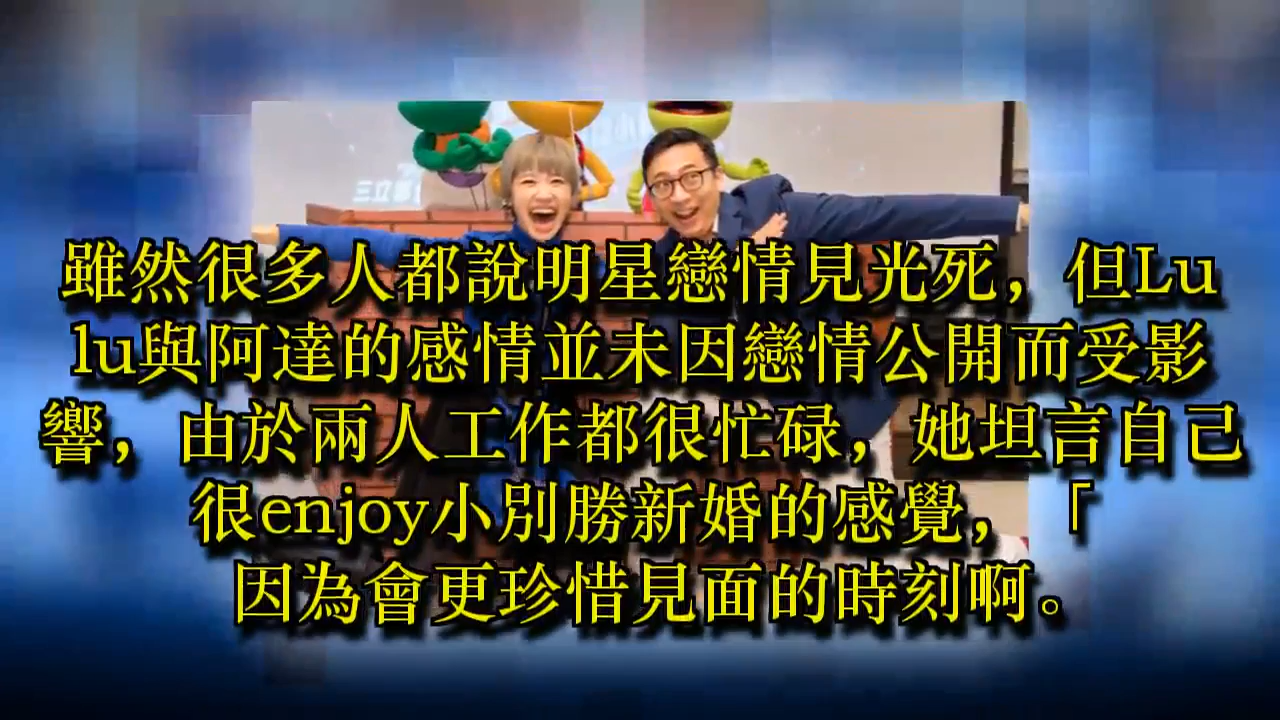 三立
雖然很多人都說明星戀情見光死，但Lu
lu與阿達的感情並未因戀情公開而受影
響，由於兩人工作都很忙碌，她坦言自己
很enjoy小別勝新婚的感覺，「
因為會更珍惜見面的時刻啊。